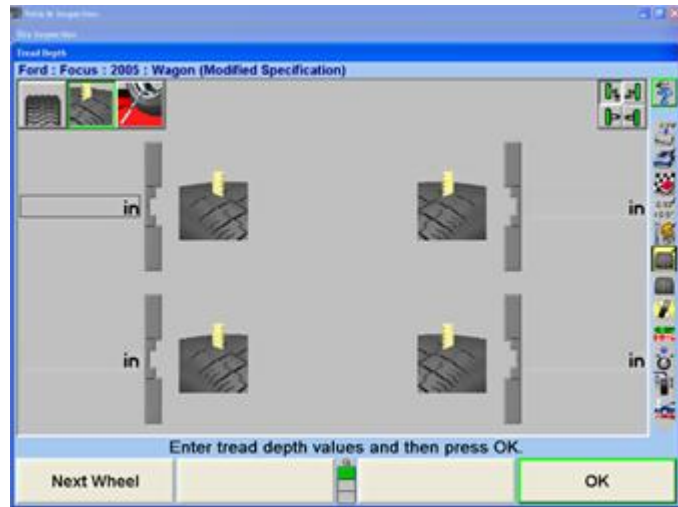 Tread Depth
Ford : Focus : 2005 : Wagon (Modified Specification)
in
in
in
in
Enter tread depth values and then press OK.
Next Wheel
OK